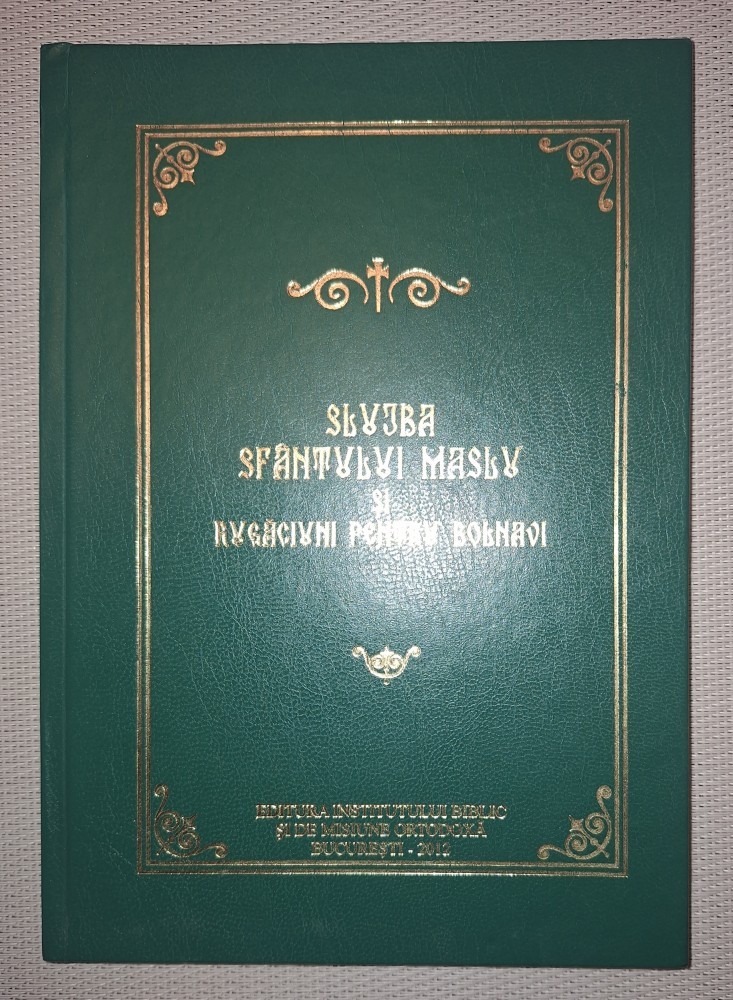 SLUJBA
SFÂNTULUI MASLU
ȘI
RUGĂCIUNI PENTRU BOLNAVI
EDITURA INSTITUTULUI BIBLIC
ȘI DE MISIUNE ORTODOXĂ
BUCUREȘTI - 2012